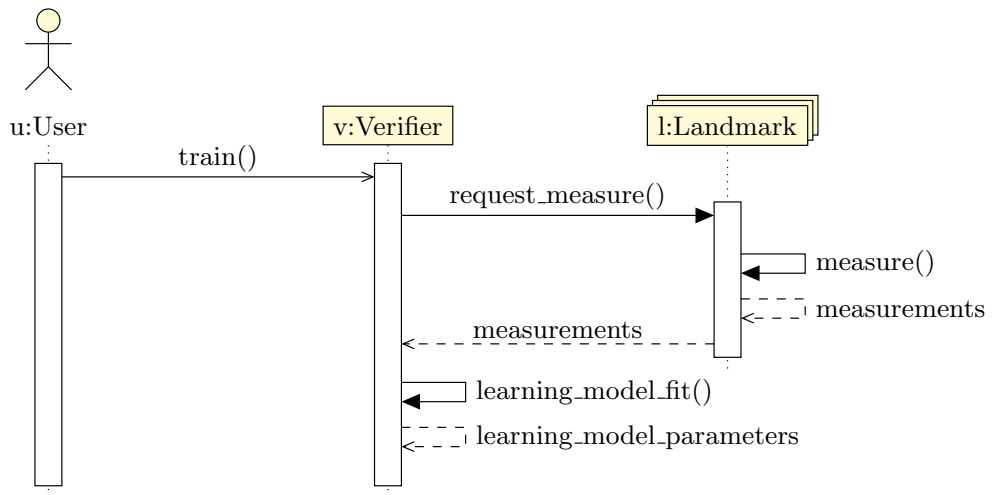 u:User
v:Verifier
l:Landmark
train()
request_measure()
measure()
measurements
measurements
learning_model_fit()
learning_model_parameters